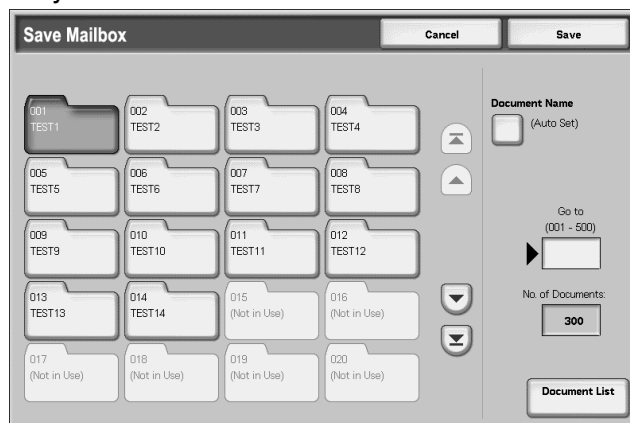 Save Mailbox
Cancel
Save
001
TEST1
002
TEST2
003
TEST3
004
TEST4
005
TEST5
006
TEST6
007
TEST7
008
TEST8
009
TEST9
010
TEST10
011
TEST11
012
TEST12
013
TEST13
014
TEST14
015
(Not in Use)
016
(Not in Use)
017
(Not in Use)
018
(Not in Use)
019
(Not in Use)
020
(Not in Use)
Document Name
(Auto Set)
Go to
(001 - 500)
No. of Documents:
300
Document List